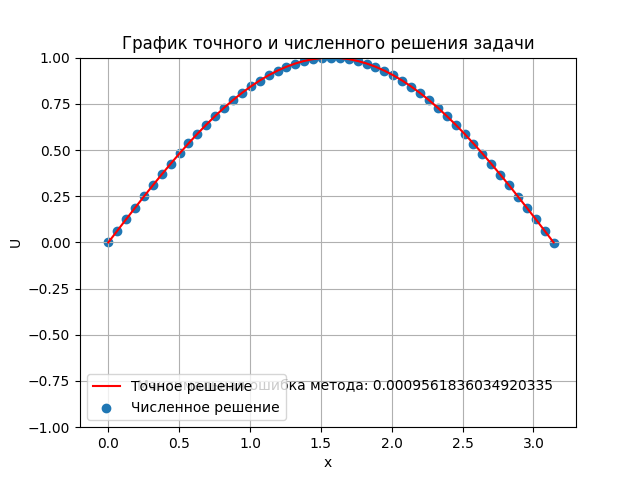 График точного и численного решения задачи
U
1.00
0.75
0.50
0.25
0.00
−0.25
−0.50
−0.75
−1.00
ошибка метода: 0.0009561836034920335
Точное решение
Численное решение
0.0 0.5 1.0 1.5 2.0 2.5 3.0
x